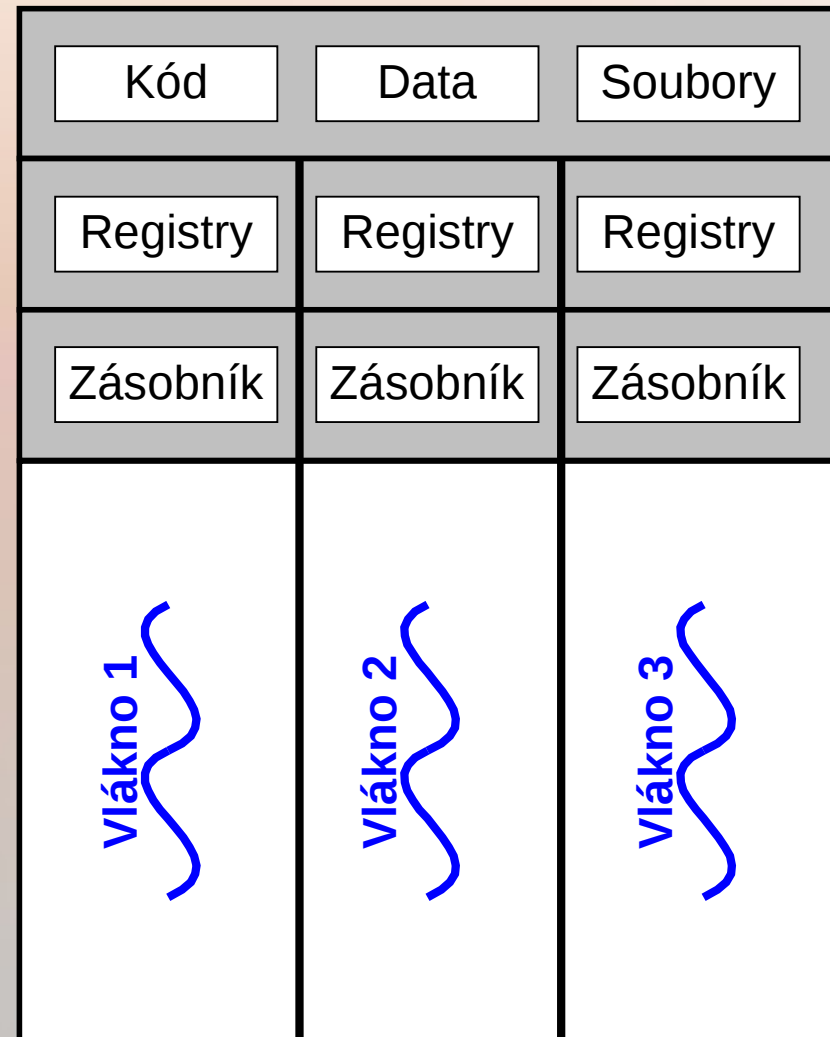 Kód Data Soubory
Registry Registry Registry
Zásobník Zásobník Zásobník
Vlákno 1
Vlákno 2
Vlákno 3